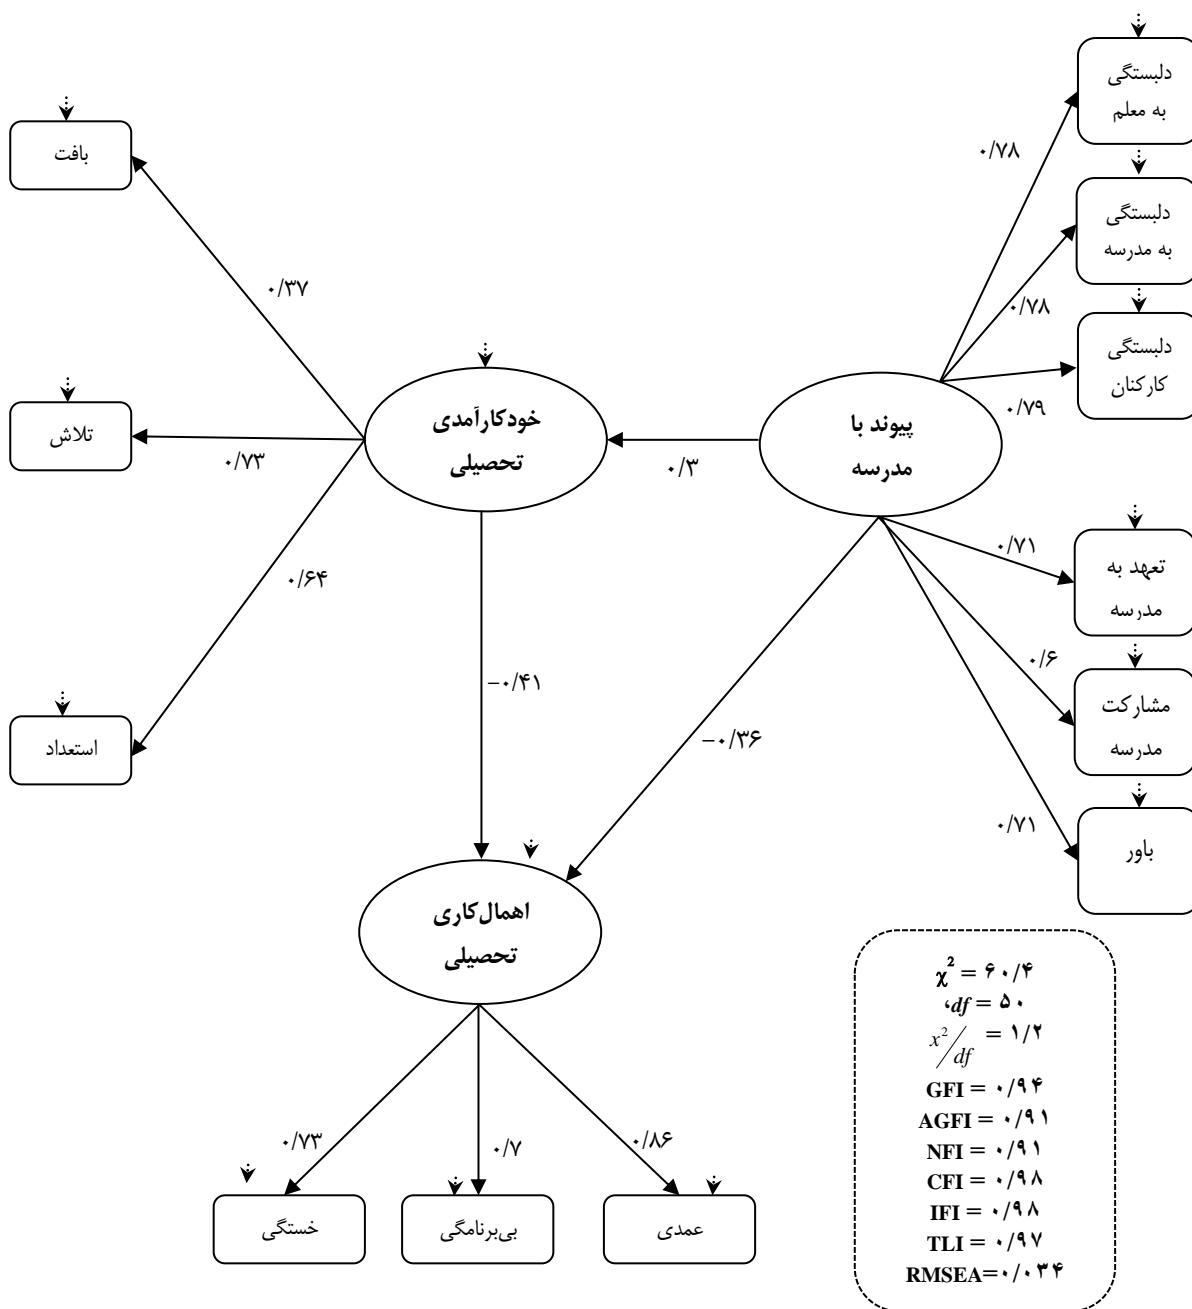 دلبستگی
به معلم
۰/۷۸
دلبستگی
به مدرسه
۰/۷۸
دلبستگی
کارکنان
۰/۷۹
پیوند با
مدرسه
۰/۳
خودکارآمدی
تحصیلی
بافت
۰/۳۷
تلاش
۰/۷۳
استعداد
۰/۶۴
تعهد به
مدرسه
۰/۷۱
مشارکت
مدرسه
۰/۶
باور
۰/۷۱
-۰/۴۱
-۰/۳۶
اهمال‌کاری
تحصیلی
۰/۸۶
۰/۷
۰/۷۳
عمدی
بی‌برنامگی
خستگی
χ² = ۶۰/۴
،df = ۵۰
x²/df = ۱/۲
GFI = ۰/۹۴
AGFI = ۰/۹۱
NFI = ۰/۹۱
CFI = ۰/۹۸
IFI = ۰/۹۸
TLI = ۰/۹۷
RMSEA=۰/۰۳۴